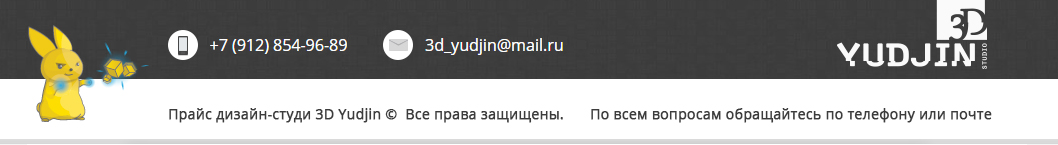 +7 (912) 854-96-89
3d_yudjin@mail.ru
3D
YUDJIN
STUDIO
Прайс дизайн-студи 3D Yudjin © Все права защищены.
По всем вопросам обращайтесь по телефону или почте